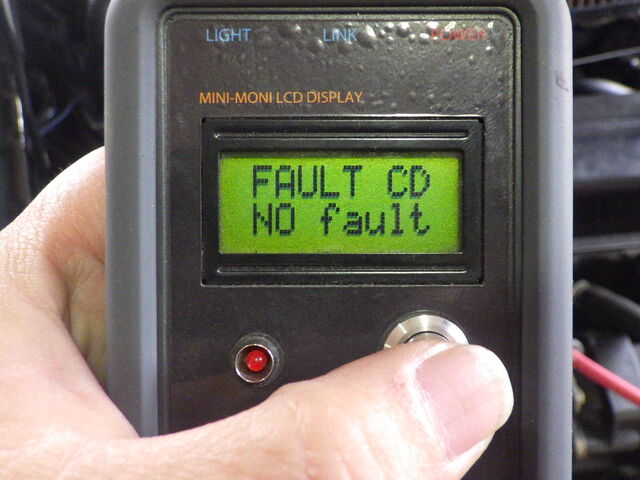 LIGHT LINK POWER
MINI-MONI LCD DISPLAY
FAULT CD
NO fault